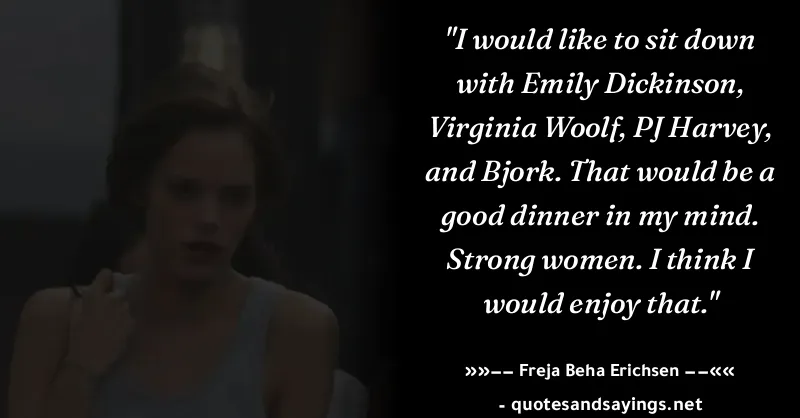 "I would like to sit down
with Emily Dickinson,
Virginia Woolf, PJ Harvey,
and Bjork. That would be a
good dinner in my mind.
Strong women. I think I
would enjoy that."
»»−− Freja Beha Erichsen −−««
- quotesandsayings.net